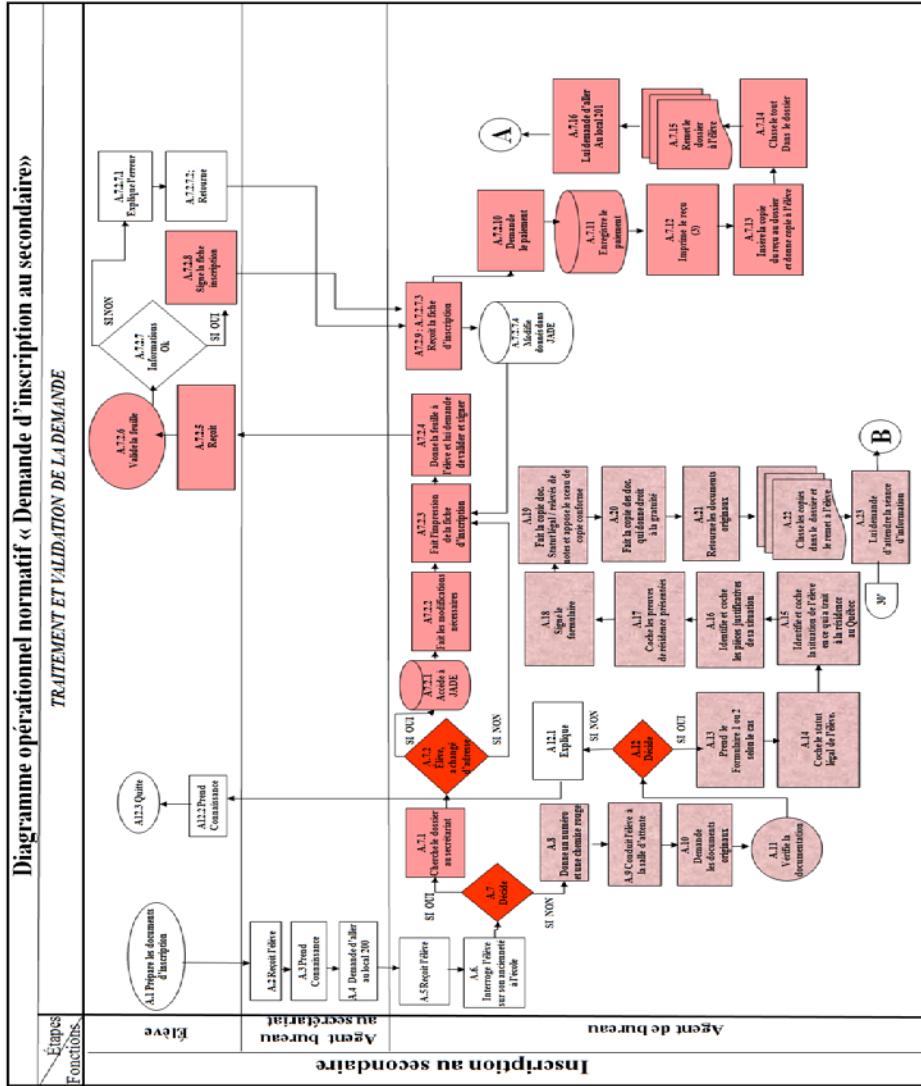 Diagramme opérationnel normatif « Demande d'inscription au secondaire»
Étapes
Fonctions
TRAITEMENT ET VALIDATION DE LA DEMANDE
Inscription au secondaire
Élève
Agent bureau
au secrétariat
Agent de bureau
A.1 Prépare les documents
d'inscription
A12.3 Quitte
A12.2 Prend
Connaissance
A.7.2.6
Valide la feuille
A.7.2.5
Reçoit
A.7.2.7
Informations
Ok
SI NON
SI OUI
A.7.2.7.1
Explique l'erreur
A.7.2.7.2:
Retourne
A.7.2.8
Signe la fiche
inscription
A.2 Reçoit l'élève
A.3 Prend
Connaissance
A.4 Demande d'aller
au local 200
A.5 Reçoit l'élève
A.6.
Interroge l'élève
sur son ancienneté
à l'école
A.7
Décide
SI OUI
SI NON
A.7.1
Cherche le dossier
au secrétariat
A.7.2
Élève,
a changé
d'adresse
SI OUI
SI NON
A7.2.1
Accède à
JADE
A7.2.2
Fait les modifications
nécessaires
A7.2.3
Fait l'impression
de la fiche
d'inscription
A.7.2.4
Donne la feuille à
l'élève et lui demande
de valider et signer
A7.2.9 ; A.7.2.7.3
Reçoit la fiche
d'inscription
A.7.2.7.4
Modifie
données dans
JADE
A.7.2.10
Demande
le paiement
A.7.11
Enregistre le
paiement
A.7.12
Imprime le reçu
(3)
A.7.13
Insère la copie
du reçu au dossier
et donne copie à l'élève
A.7.14
Classe le tout
Dans le dossier
A.7.15
Remet le
dossier
à l'élève
A.7.16
Lui demande d'aller
Au local 201
A
A.8
Donne un numéro
et une chemise rouge
A.9 Conduit l'élève à
la salle d'attente
A.10
Demande
les documents
originaux
A.11
Vérifie la
documentation
A.12
Décide
SI NON
SI OUI
A12.1
Explique
A.13
Prend le
Formulaire 1 ou 2
selon le cas
A.14
Coche le statut
légal de l'élève.
A.15
Identifie et coche
la situation de l'élève
en ce qui a trait
à la résidence
au Québec
A.16
Identifie et coche
les pièces justificatives
de sa situation
A.17
Coche les preuves
de résidence présentées
A.18
Signe le
formulaire
A.19
Fait la copie doc.
Statut légal / relevés de
notes et appose le sceau de
copie conforme
A.20
Fait la copie des doc.
qui donne droit
à la gratuité
A.21
Retourne les documents
originaux
A.22
Classe les copies
dans le dossier et
le remet à l'élève
A.23
Lui demande
d'attendre la séance
d'information
30'
B